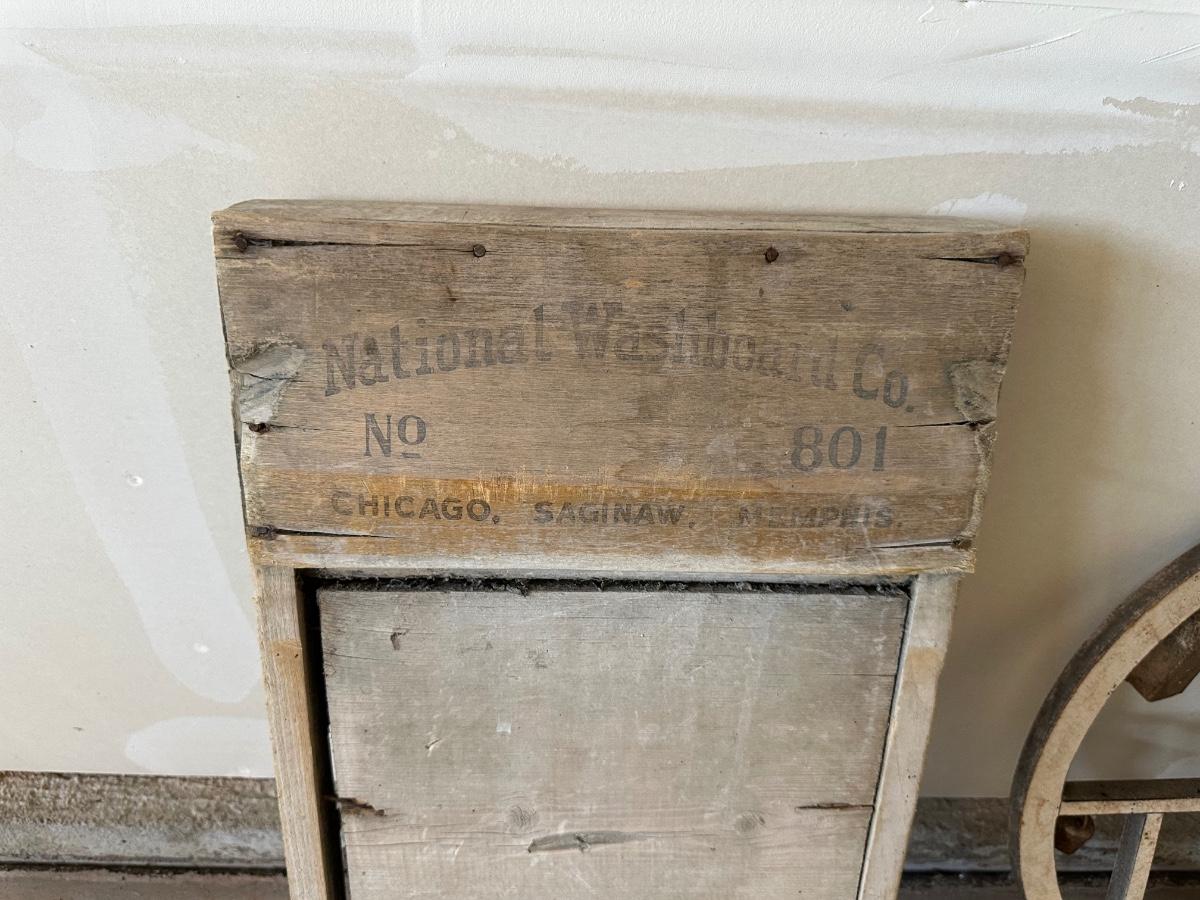 National Washboard Co.
No 801
CHICAGO, SAGINAW, MEMPHIS.